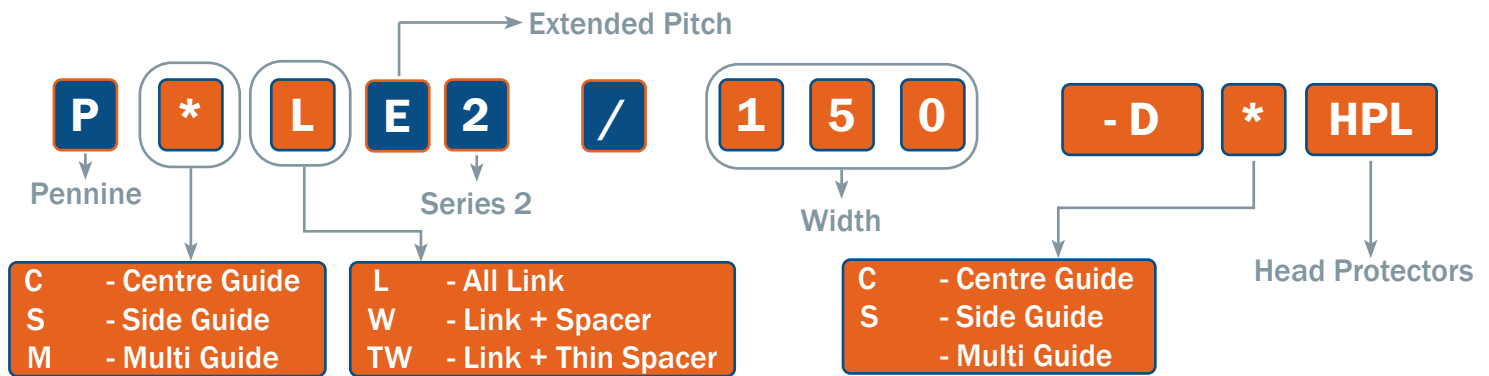 Extended Pitch
P * L E 2 / 1 5 0 - D * HPL
Pennine
Series 2
Width
Head Protectors
C - Centre Guide
S - Side Guide
M - Multi Guide
L - All Link
W - Link + Spacer
TW - Link + Thin Spacer
C - Centre Guide
S - Side Guide
- Multi Guide